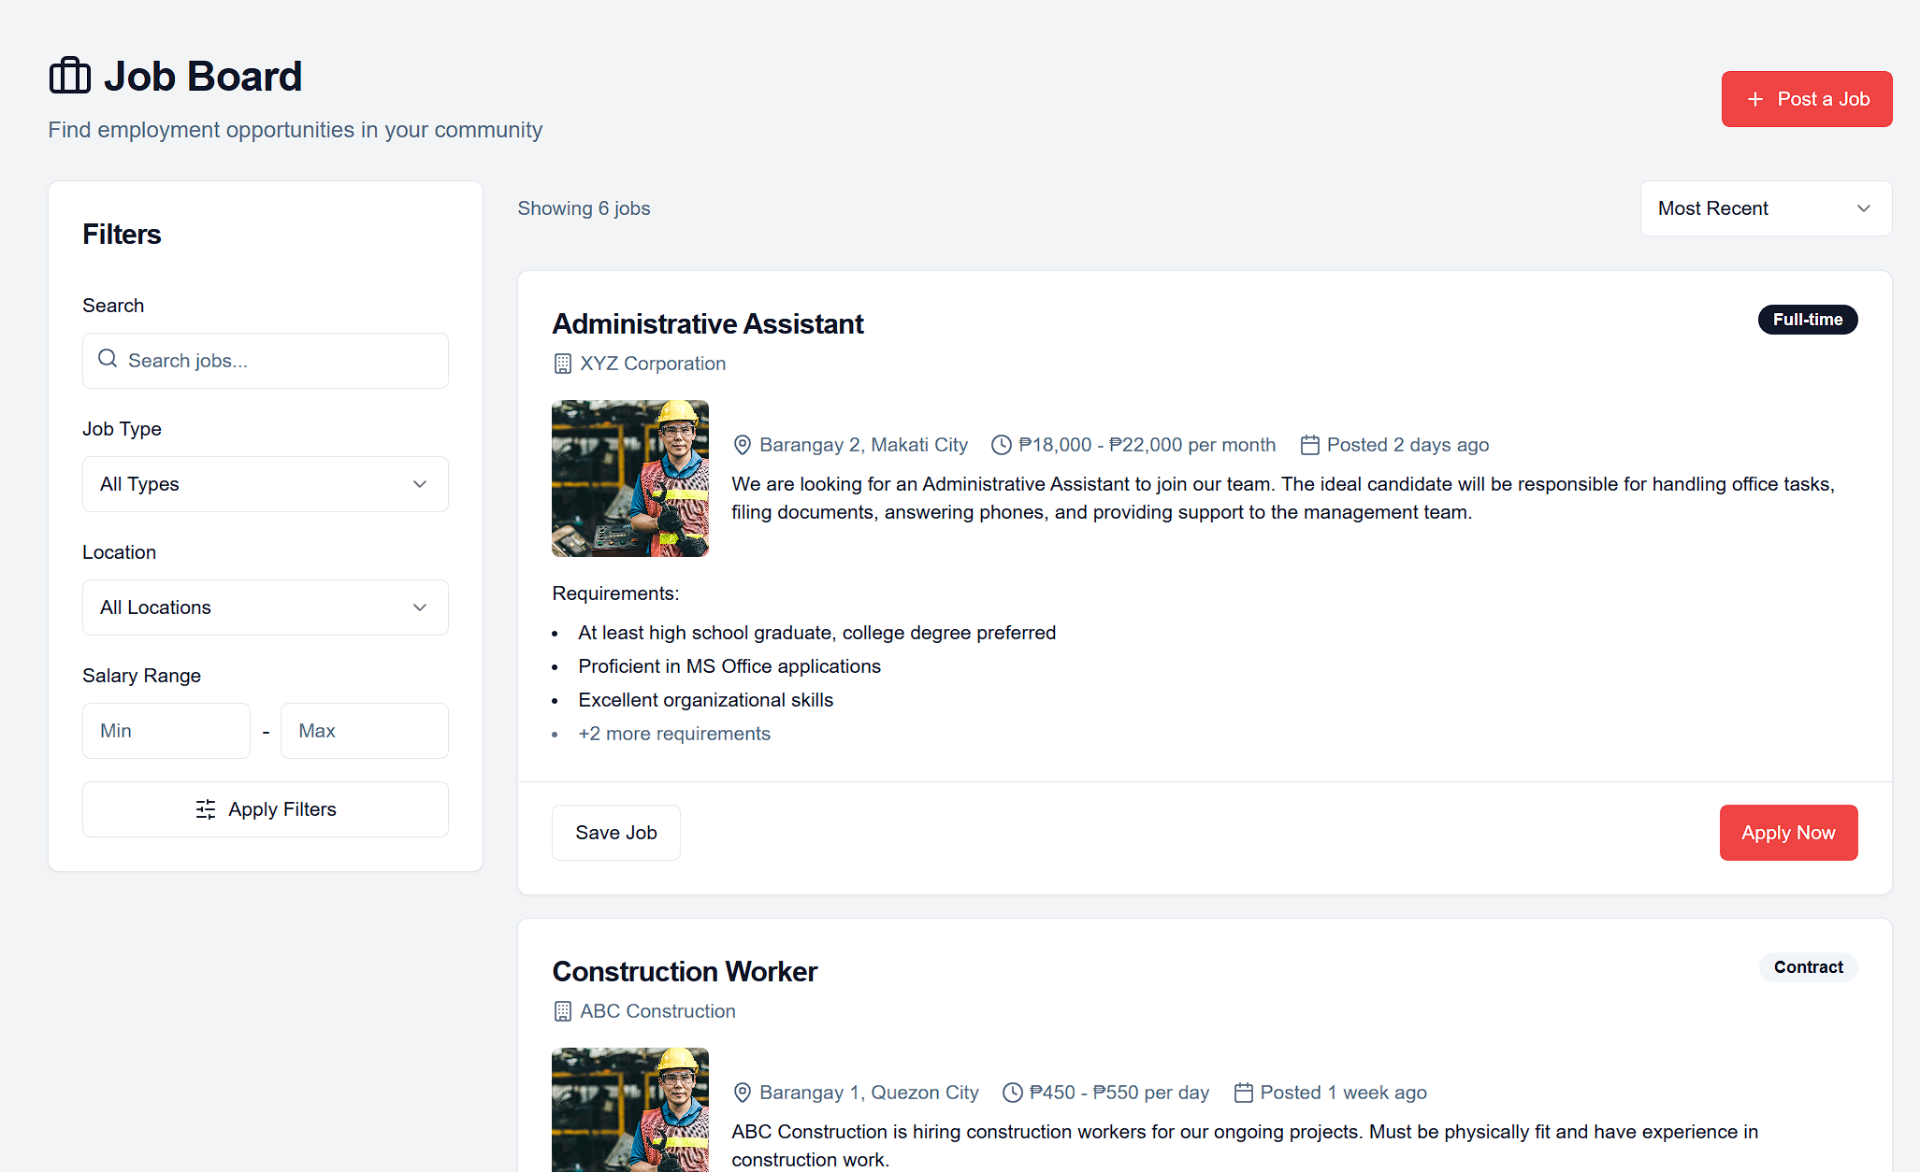 Job Board
Find employment opportunities in your community
+ Post a Job
Filters
Search
Search jobs...
Job Type
All Types
Location
All Locations
Salary Range
Min - Max
Apply Filters
Showing 6 jobs
Most Recent
Administrative Assistant
Full-time
XYZ Corporation
Barangay 2, Makati City ₱18,000 - ₱22,000 per month Posted 2 days ago
We are looking for an Administrative Assistant to join our team. The ideal candidate will be responsible for handling office tasks,
filing documents, answering phones, and providing support to the management team.
Requirements:
• At least high school graduate, college degree preferred
• Proficient in MS Office applications
• Excellent organizational skills
• +2 more requirements
Save Job
Apply Now
Construction Worker
Contract
ABC Construction
Barangay 1, Quezon City ₱450 - ₱550 per day Posted 1 week ago
ABC Construction is hiring construction workers for our ongoing projects. Must be physically fit and have experience in
construction work.